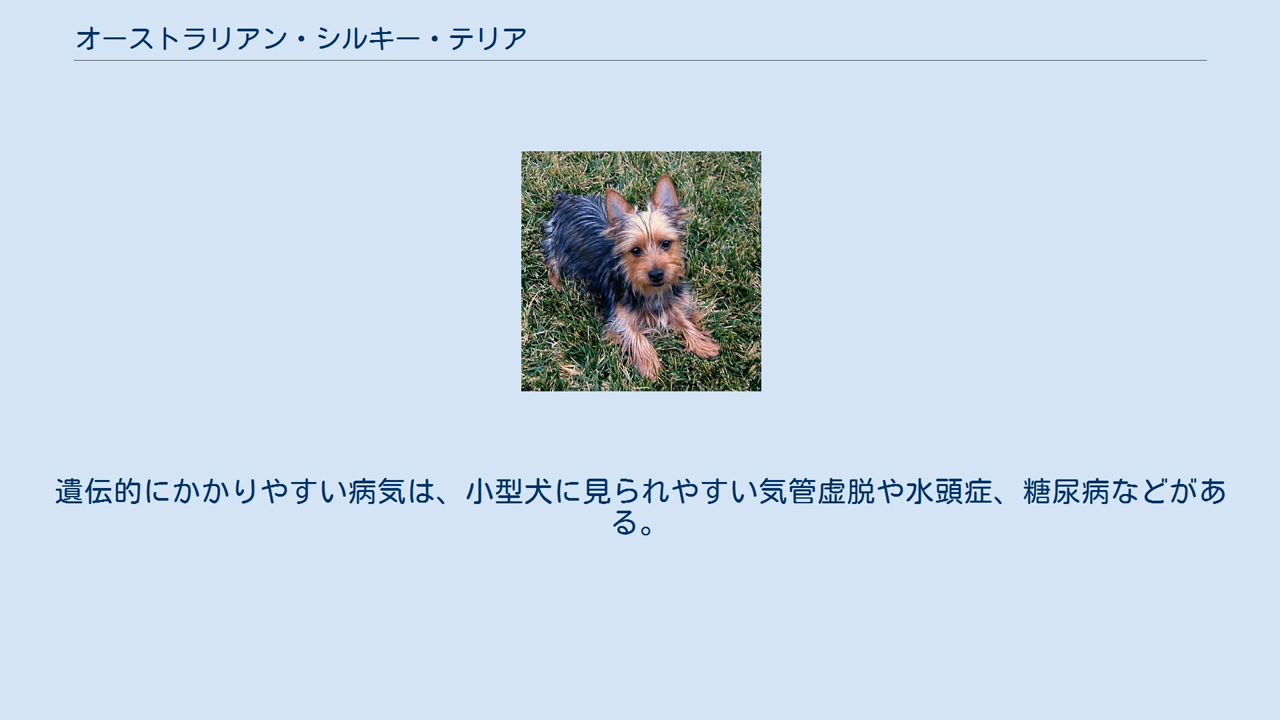 オーストラリアン・シルキー・テリア
遺伝的にかかりやすい病気は、小型犬に見られやすい気管虚脱や水頭症、糖尿病などがあ
る。